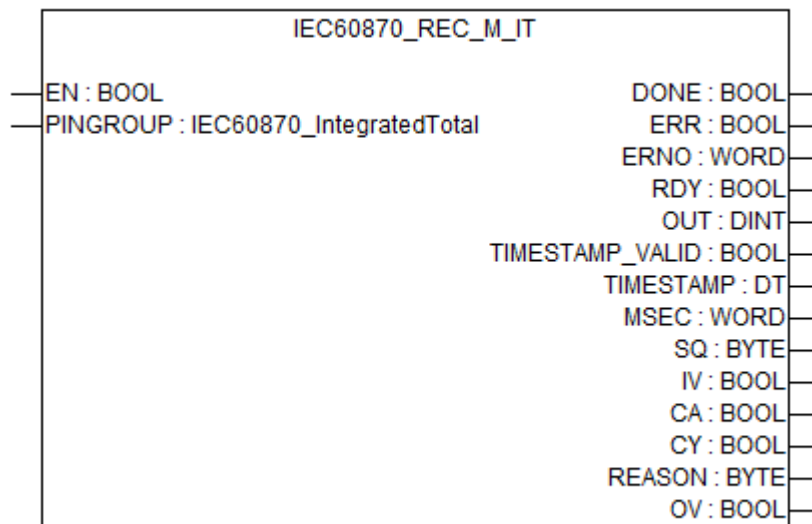 IEC60870_REC_M_IT
EN : BOOL DONE : BOOL
PINGROUP : IEC60870_IntegratedTotal ERR : BOOL
ERNO : WORD
RDY : BOOL
OUT : DINT
TIMESTAMP_VALID : BOOL
TIMESTAMP : DT
MSEC : WORD
SQ : BYTE
IV : BOOL
CA : BOOL
CY : BOOL
REASON : BYTE
OV : BOOL